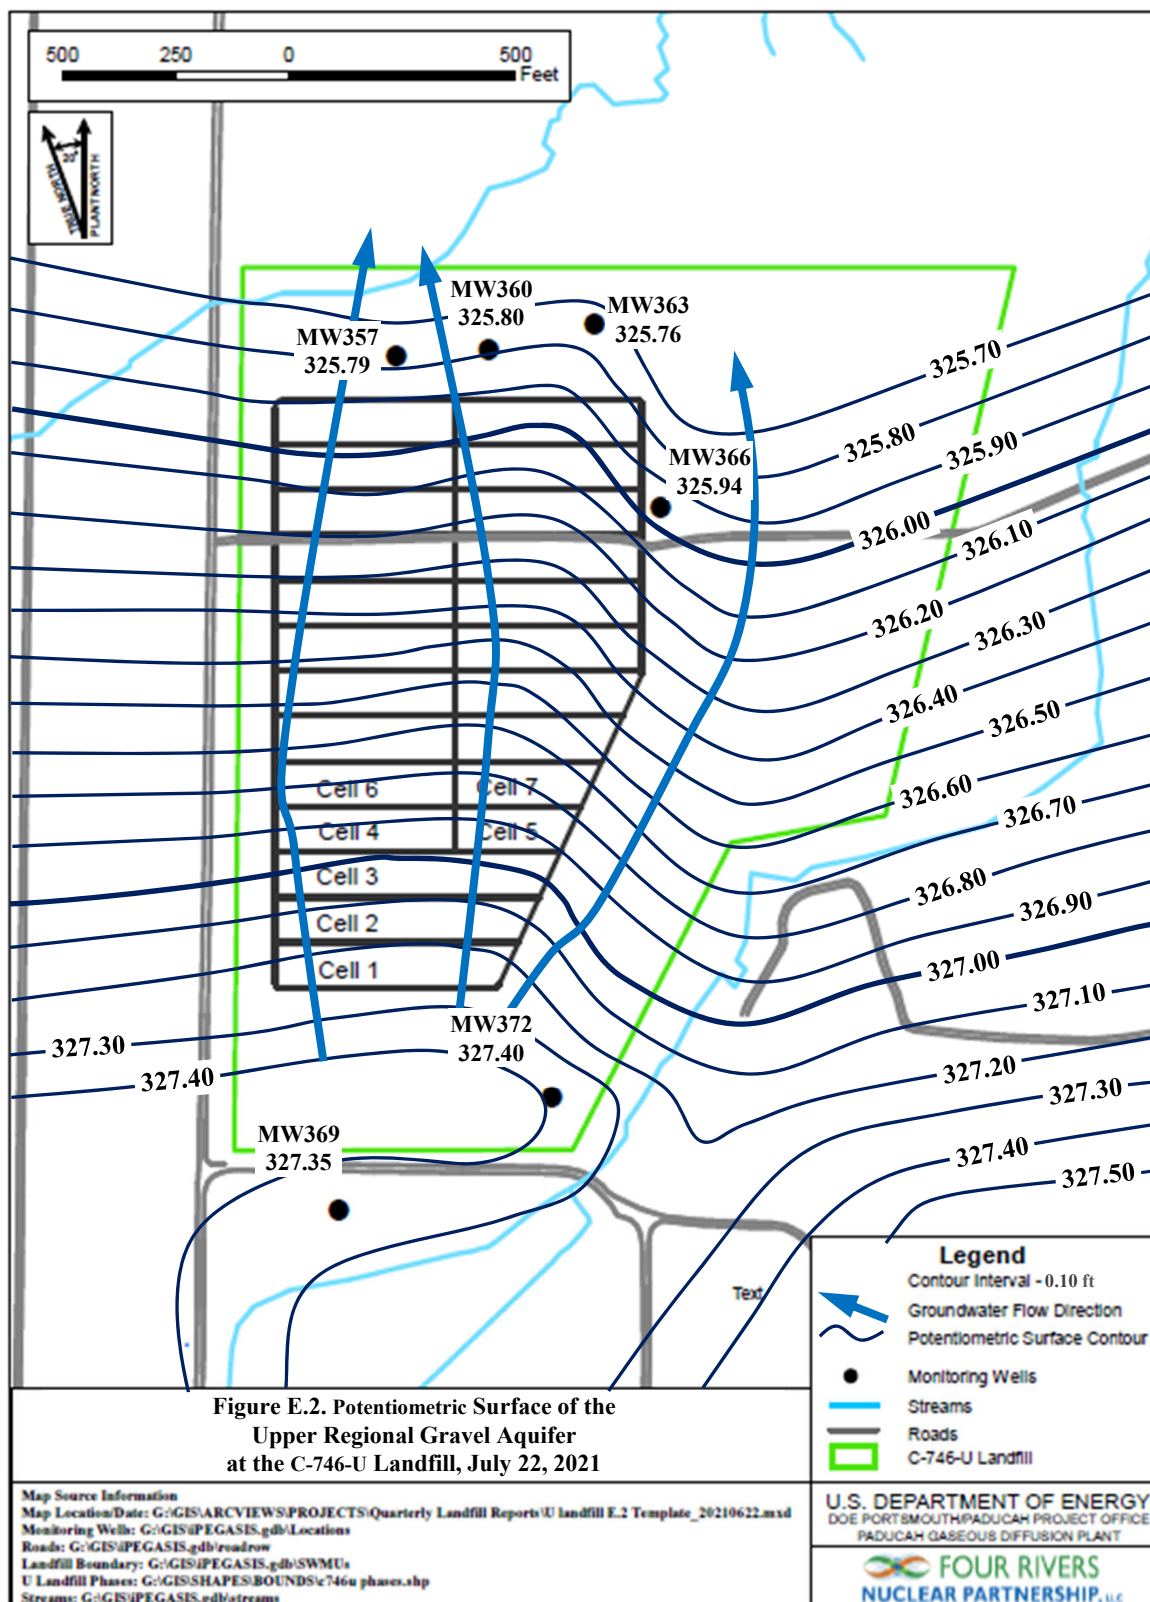 500 250 0 500
Feet
20°
TRUE NORTH
PLANT NORTH
MW360
325.80
MW363
325.76
MW357
325.79
325.70
325.80
325.90
MW366
325.94
326.00
326.10
326.20
326.30
326.40
326.50
326.60
326.70
Cell 6
Cell 7
Cell 4
Cell 5
Cell 3
326.80
326.90
Cell 2
327.00
Cell 1
327.10
MW372
327.40
327.30
327.40
327.20
327.30
MW369
327.35
327.40
327.50
Text
Legend
Contour Interval - 0.10 ft
Groundwater Flow Direction
Potentiometric Surface Contour
Monitoring Wells
Streams
Roads
C-746-U Landfill
Figure E.2. Potentiometric Surface of the
Upper Regional Gravel Aquifer
at the C-746-U Landfill, July 22, 2021
Map Source Information
Map Location/Date: G:\GIS\ARCVIEWS\PROJECTS\Quarterly Landfill Reports\U landfill E.2 Template_20210622.mxd
Monitoring Wells: G:\GIS\iPEGASIS.gdb\Locations
Roads: G:\GIS\iPEGASIS.gdb\roadrow
Landfill Boundary: G:\GIS\iPEGASIS.gdb\SWMUs
U Landfill Phases: G:\GIS\SHAPES\BOUNDS\c746u phases.shp
Streams: G:\GIS\iPEGASIS.gdb\streams
U.S. DEPARTMENT OF ENERGY
DOE PORTSMOUTH/PADUCAH PROJECT OFFICE
PADUCAH GASEOUS DIFFUSION PLANT
FOUR RIVERS
NUCLEAR PARTNERSHIP, LLC